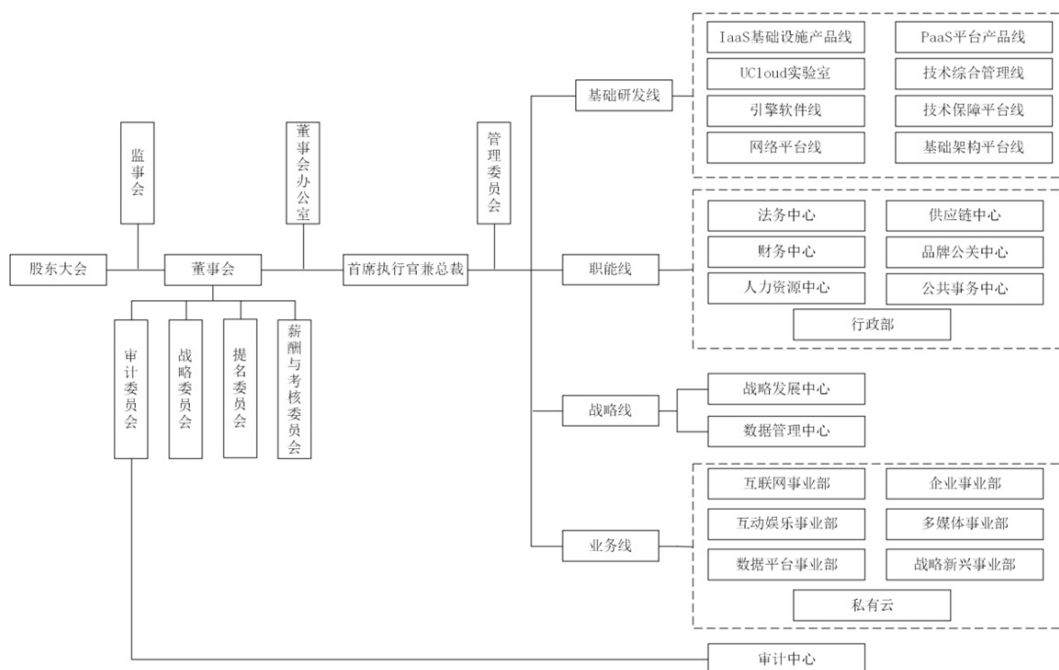 股东大会
监事会
董事会
审计委员会
战略委员会
提名委员会
薪酬与考核委员会
董事会办公室
首席执行官兼总裁
管理委员会
基础研发线
IaaS基础设施产品线
PaaS平台产品线
UCloud实验室
技术综合管理线
引擎软件线
技术保障平台线
网络平台线
基础架构平台线
职能线
法务中心
供应链中心
财务中心
品牌公关中心
人力资源中心
公共事务中心
行政部
战略线
战略发展中心
数据管理中心
业务线
互联网事业部
企业事业部
互动娱乐事业部
多媒体事业部
数据平台事业部
战略新兴事业部
私有云
审计中心